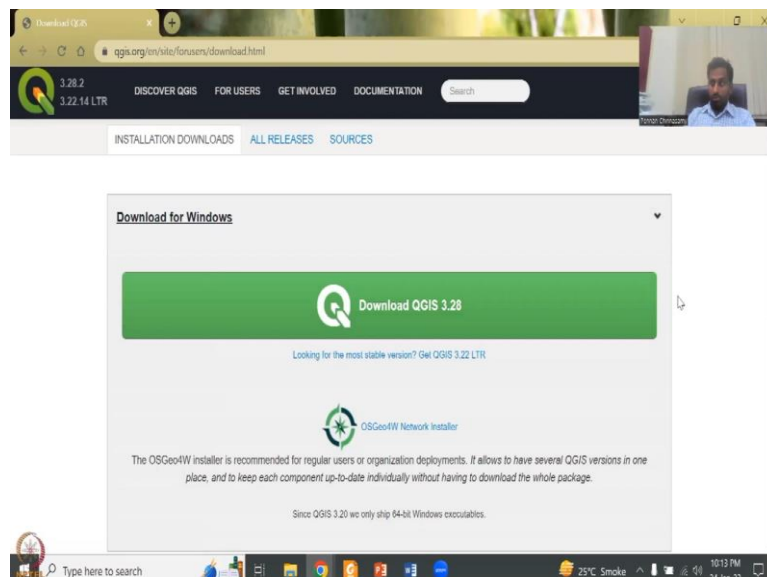 Download QGIS
qgis.org/en/site/forusers/download.html
3.28.2
3.22.14 LTR
DISCOVER QGIS FOR USERS GET INVOLVED DOCUMENTATION Search
INSTALLATION DOWNLOADS ALL RELEASES SOURCES
Download for Windows
Download QGIS 3.28
Looking for the most stable version? Get QGIS 3.22 LTR
OSGeo4W Network Installer
The OSGeo4W installer is recommended for regular users or organization deployments. It allows to have several QGIS versions in one
place, and to keep each component up-to-date individually without having to download the whole package.
Since QGIS 3.20 we only ship 64-bit Windows executables.
Type here to search
25°C Smoke
10:13 PM